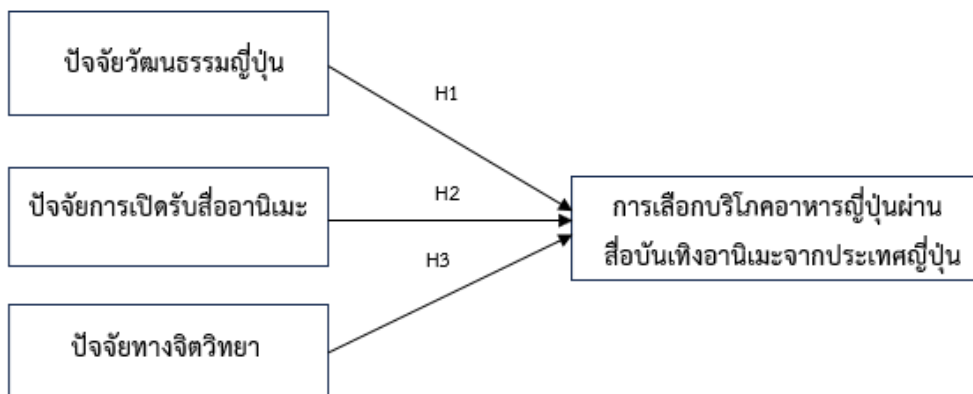 ปัจจัยวัฒนธรรมญี่ปุ่น
H1
ปัจจัยการเปิดรับสื่ออานิเมะ
H2
การเลือกบริโภคอาหารญี่ปุ่นผ่าน
สื่อบันเทิงอานิเมะจากประเทศญี่ปุ่น
H3
ปัจจัยทางจิตวิทยา